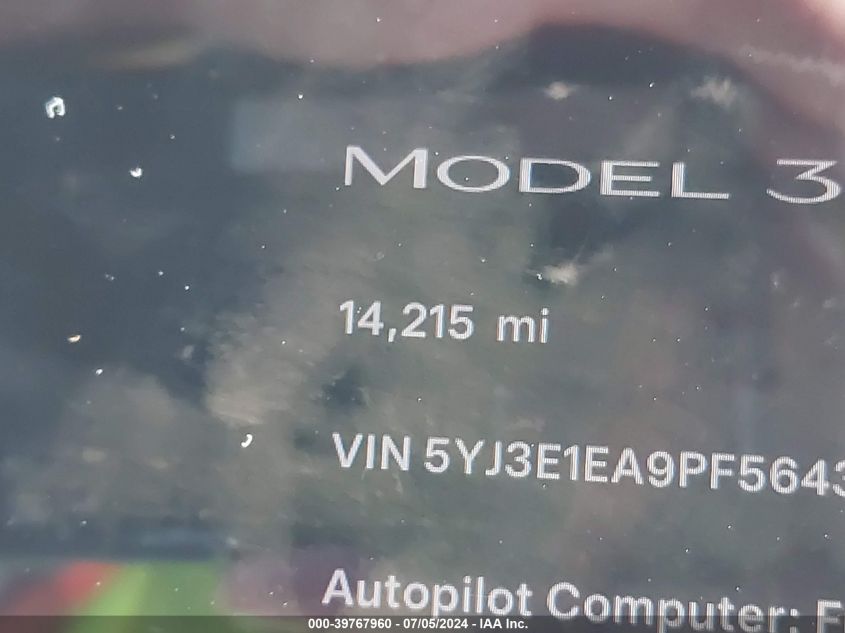 MODEL 3
14,215 mi
VIN 5YJ3E1EA9PF5643
Autopilot Computer: F
000-39767960 - 07/05/2024 - IAA Inc.